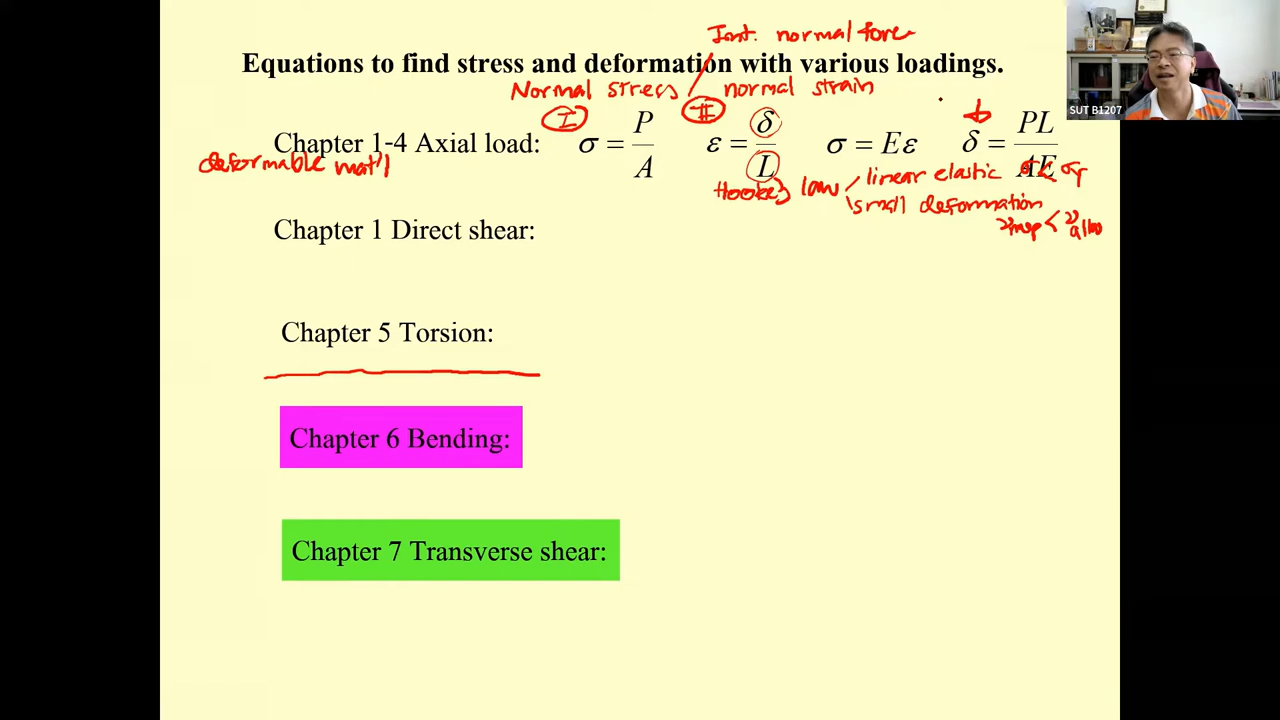 Int. normal force
Equations to find stress and deformation with various loadings.
Normal stress normal strain
I II
Chapter 1-4 Axial load: σ = P/A ε = δ/L σ = Eε δ = PL/AE
deformable mat'l
Hooke's law linear elastic
small deformation
Chapter 1 Direct shear:
Chapter 5 Torsion:
Chapter 6 Bending:
Chapter 7 Transverse shear:
SUT B1207